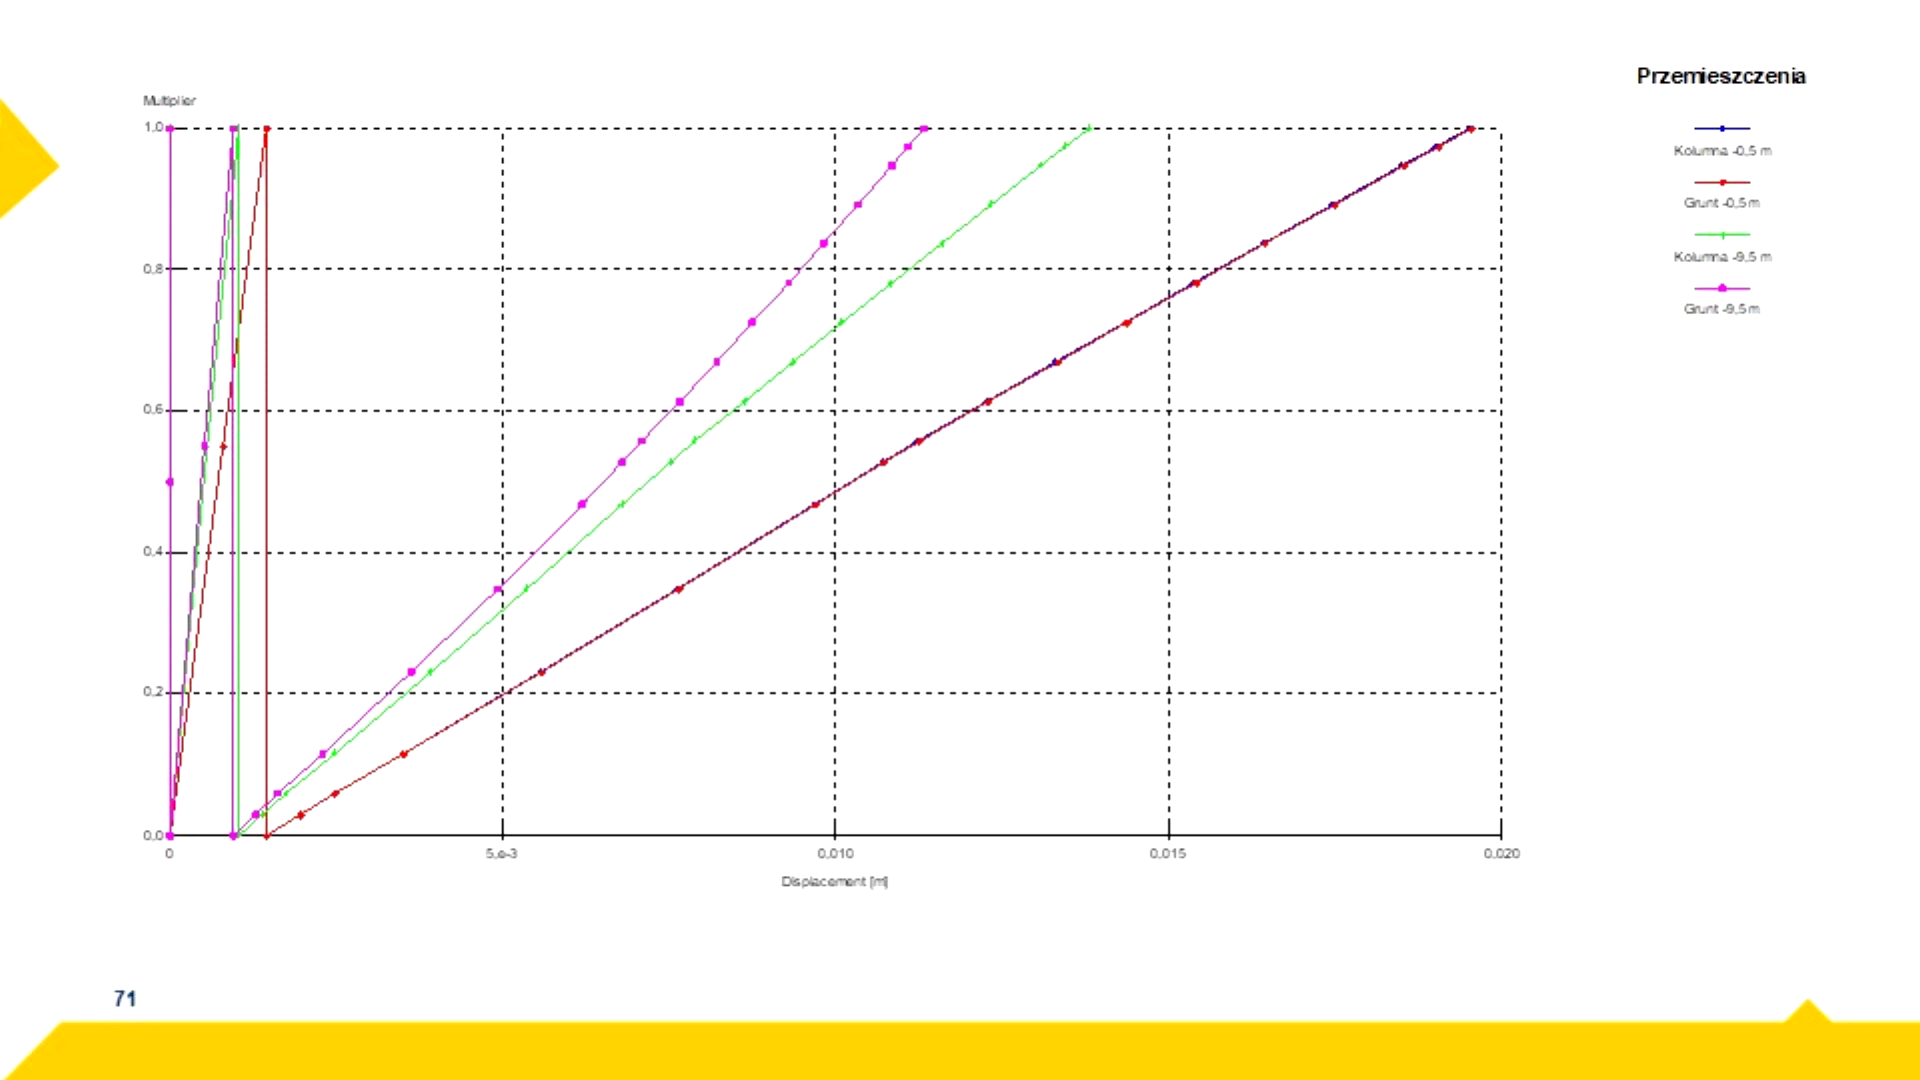 Przemieszczenia
Multiplier
1,0
Kolumna -0,5 m
Grunt -0,5 m
Kolumna -9,5 m
0,8
Grunt -9,5 m
0,6
0,4
0,2
0,0
0
5,e-3
0,010
0,015
0,020
Displacement [m]
71